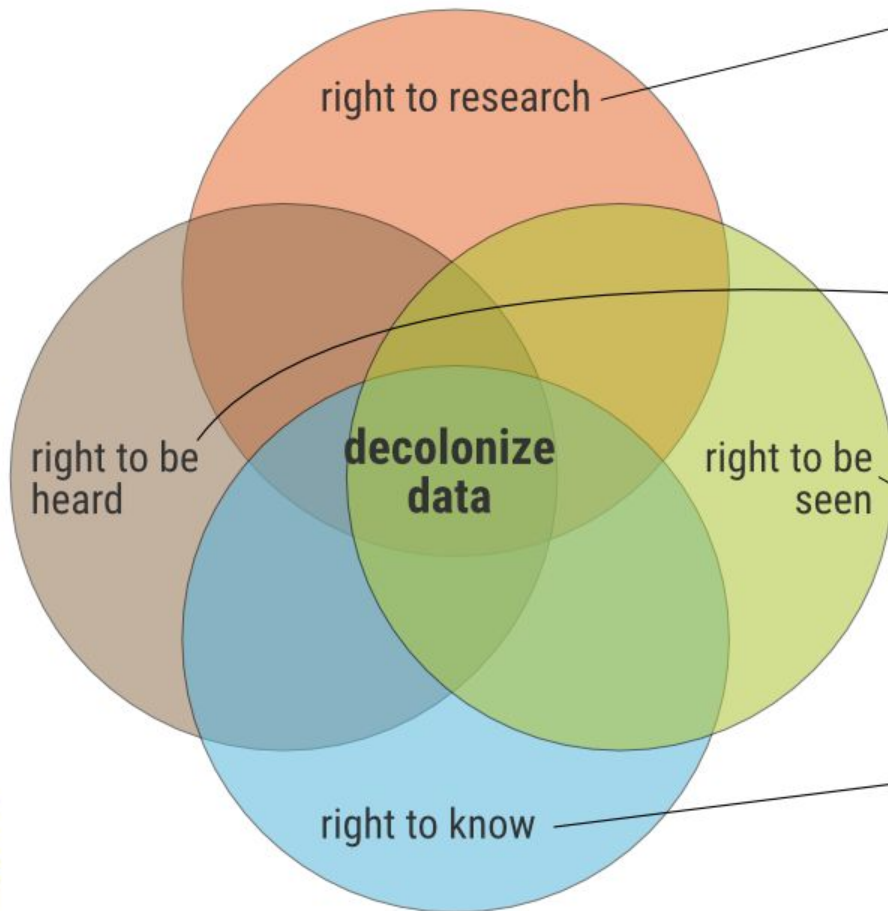 right to research
right to be
heard
decolonize
data
right to be
seen
right to know